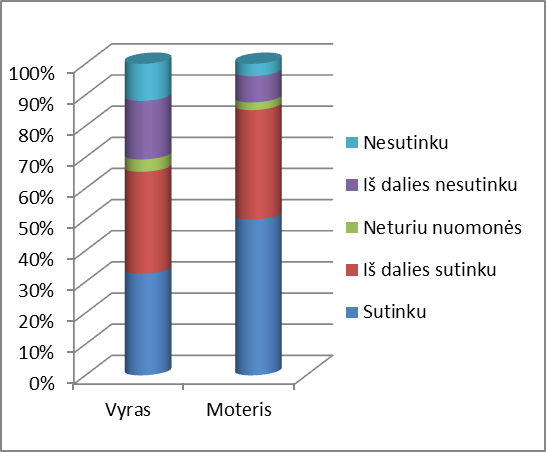 100%
90%
80%
70%
60%
50%
40%
30%
20%
10%
0%
Vyras
Moteris
Nesutinku
Iš dalies nesutinku
Neturiu nuomonės
Iš dalies sutinku
Sutinku